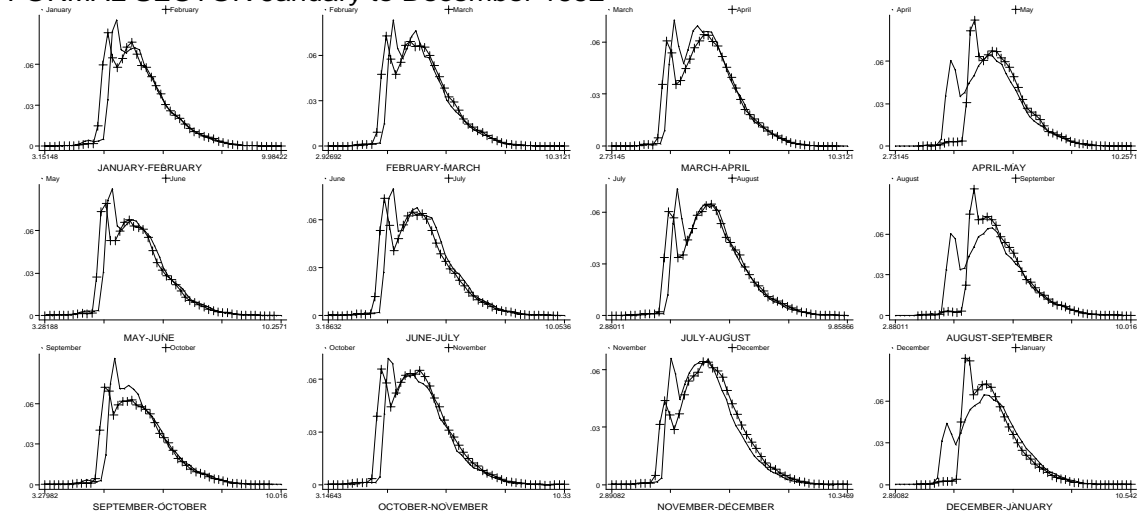 January to December
January February
.06
.03
0
3.15148 9.98422
JANUARY-FEBRUARY
February March
.06
.03
0
2.92692 10.3121
FEBRUARY-MARCH
March April
.06
.03
0
2.73145 10.3121
MARCH-APRIL
April May
.06
.03
0
2.73145 10.2571
APRIL-MAY
May June
.06
.03
0
3.28188 10.2571
MAY-JUNE
June July
.06
.03
0
3.18632 10.0536
JUNE-JULY
July August
.06
.03
0
2.88011 9.85866
JULY-AUGUST
August September
.06
.03
0
2.88011 10.016
AUGUST-SEPTEMBER
September October
.06
.03
0
3.27982 10.016
SEPTEMBER-OCTOBER
October November
.06
.03
0
3.14643 10.33
OCTOBER-NOVEMBER
November December
.06
.03
0
2.89082 10.3469
NOVEMBER-DECEMBER
December January
.06
.03
0
2.89082 10.542
DECEMBER-JANUARY